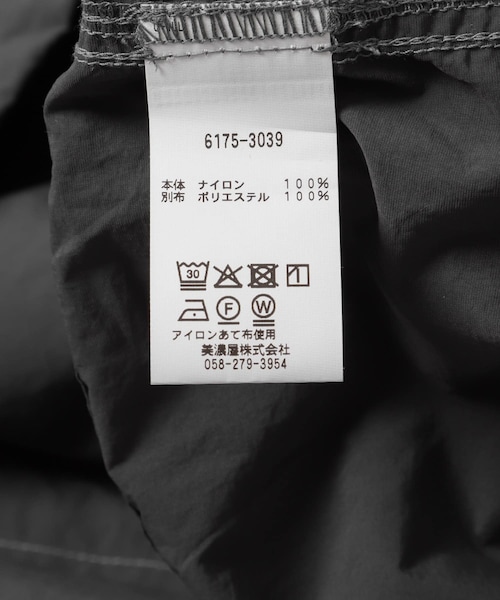 6175-3039
本体 ナイロン 100%
別布 ポリエステル 100%
30
F W
アイロンあて布使用
美濃屋株式会社
058-279-3954